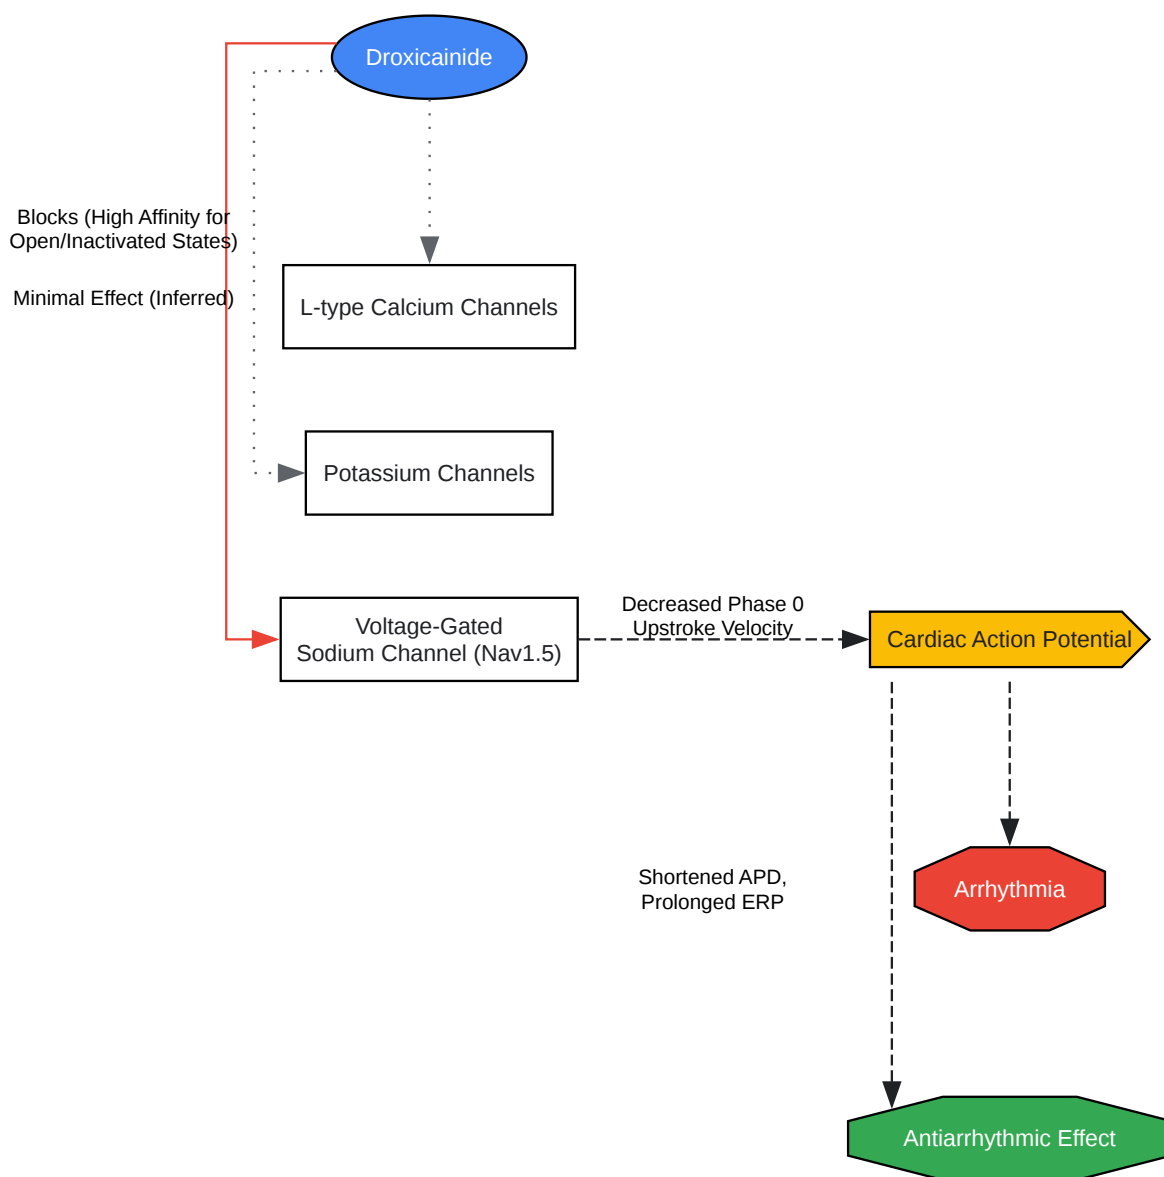 Droxicainide
Blocks (High Affinity for
Open/Inactivated States)
Minimal Effect (Inferred)
L-type Calcium Channels
Potassium Channels
Voltage-Gated
Sodium Channel (Nav1.5)
Decreased Phase 0
Upstroke Velocity
Cardiac Action Potential
Shortened APD,
Prolonged ERP
Arrhythmia
Antiarrhythmic Effect